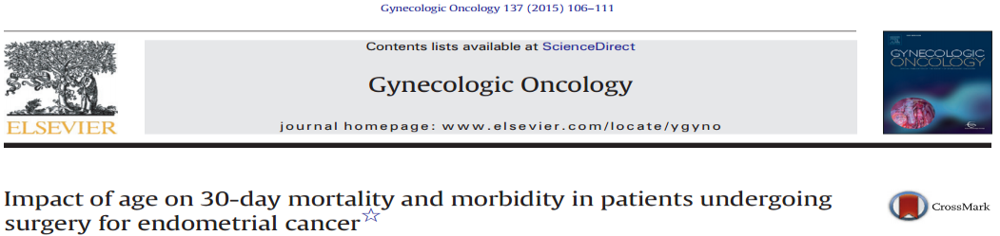 Gynecologic Oncology 137 (2015) 106–111
Contents lists available at ScienceDirect
Gynecologic Oncology
journal homepage: www.elsevier.com/locate/ygyno
ELSEVIER
GYNECOLOGIC
ONCOLOGY
Impact of age on 30-day mortality and morbidity in patients undergoing
surgery for endometrial cancer☆
CrossMark